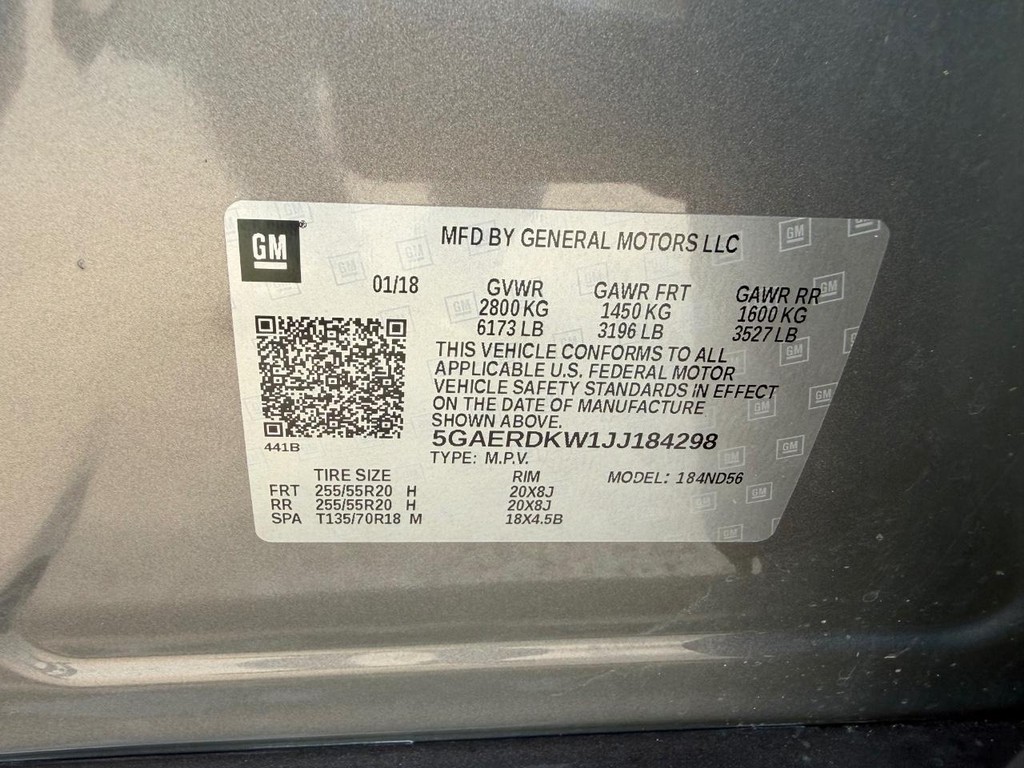 GM
MFD BY GENERAL MOTORS LLC
01/18 GVWR GAWR FRT GAWR RR
2800 KG 1450 KG 1600 KG
6173 LB 3196 LB 3527 LB
THIS VEHICLE CONFORMS TO ALL
APPLICABLE U.S. FEDERAL MOTOR
VEHICLE SAFETY STANDARDS IN EFFECT
ON THE DATE OF MANUFACTURE
SHOWN ABOVE.
5GAERDKW1JJ184298
441B
TYPE: M.P.V.
TIRE SIZE RIM MODEL: 184ND56
FRT 255/55R20 H 20X8J
RR 255/55R20 H 20X8J
SPA T135/70R18 M 18X4.5B